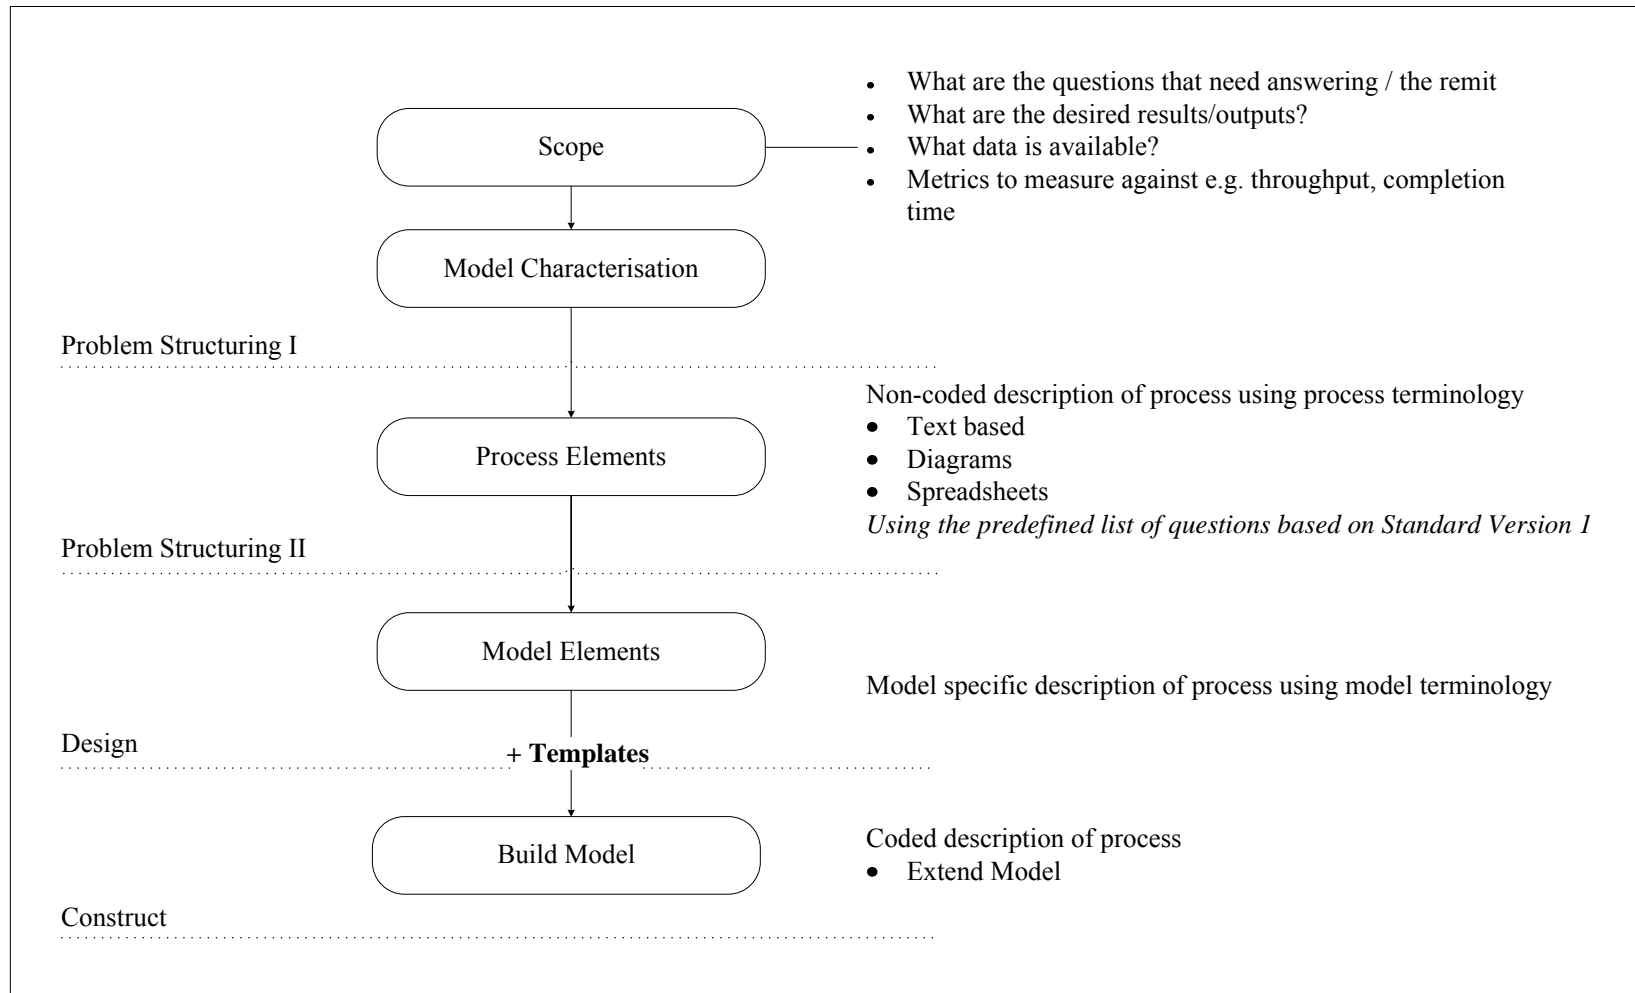 Scope
• What are the questions that need answering / the remit
• What are the desired results/outputs?
• What data is available?
• Metrics to measure against e.g. throughput, completion
time
Model Characterisation
Problem Structuring I
Process Elements
Non-coded description of process using process terminology
• Text based
• Diagrams
• Spreadsheets
Using the predefined list of questions based on Standard Version 1
Problem Structuring II
Model Elements
Model specific description of process using model terminology
Design
+ Templates
Build Model
Coded description of process
• Extend Model
Construct